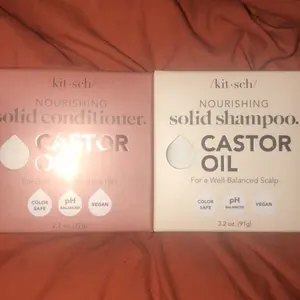 /kit·sch/
NOURISHING
solid conditioner.
CASTOR
OIL
COLOR
SAFE
pH
BALANCED
VEGAN
/kit·sch/
NOURISHING
solid shampoo.
CASTOR
OIL
For a Well-Balanced Scalp
COLOR
SAFE
pH
BALANCED
VEGAN
3.2 oz (91g)